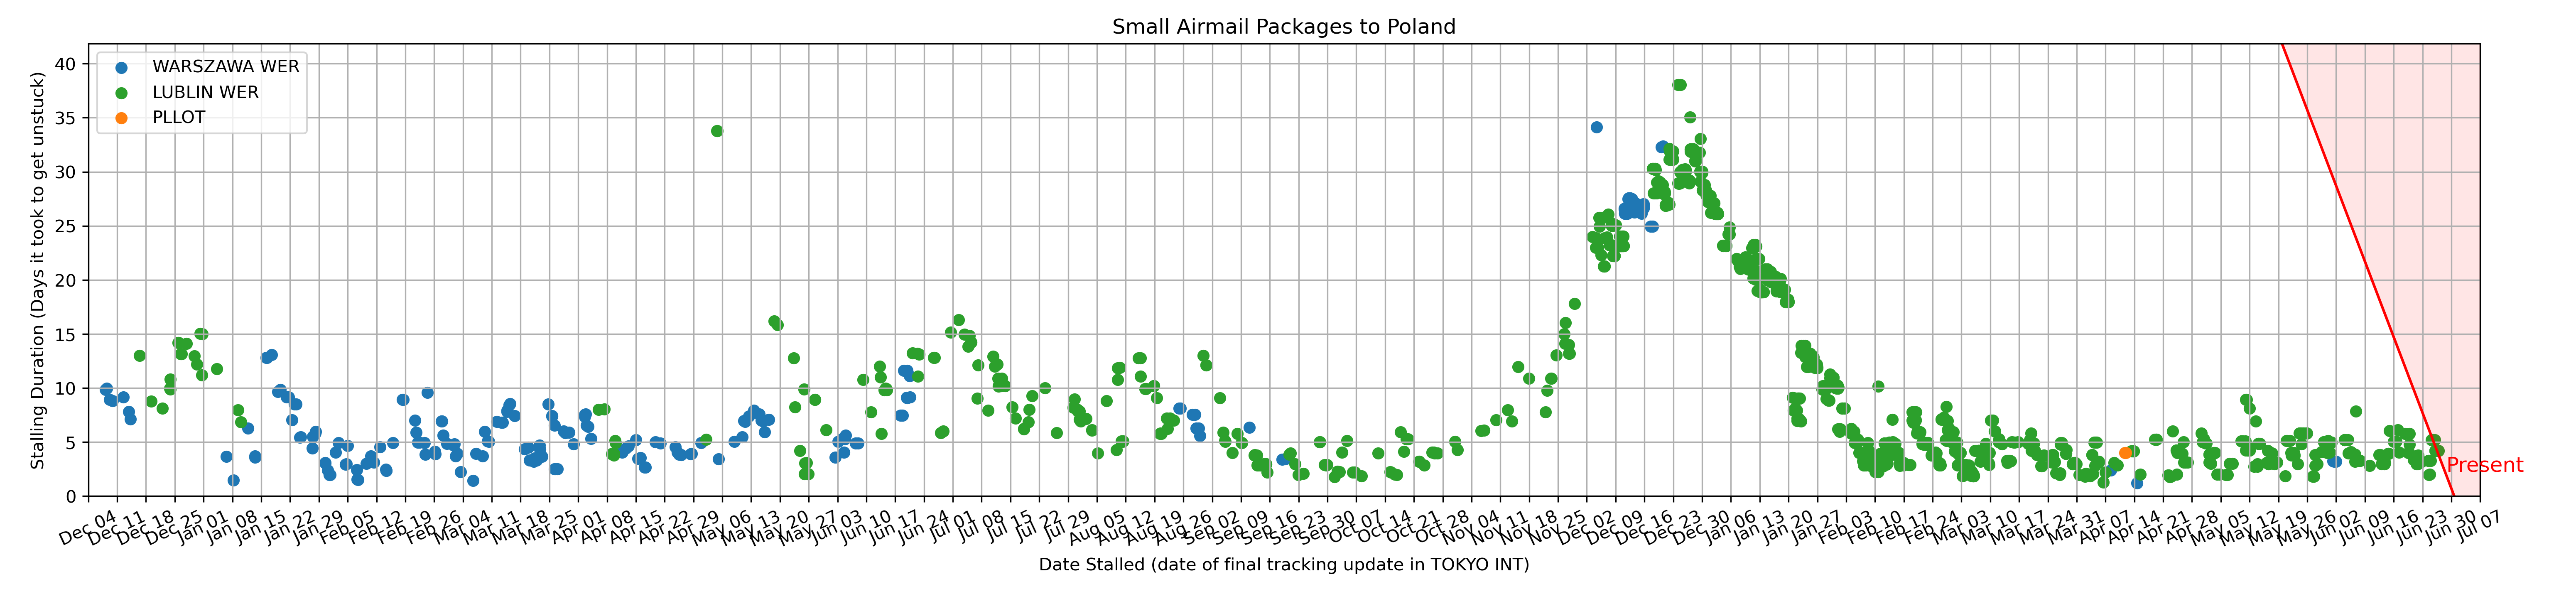 Small Airmail Packages to Poland
WARSZAWA WER
LUBLIN WER
PLLOT
Stalling Duration (Days it took to get unstuck)
40
35
30
25
20
15
10
5
0
Present
Dec 04
Dec 11
Dec 18
Dec 25
Jan 01
Jan 08
Jan 15
Jan 22
Jan 29
Feb 05
Feb 12
Feb 19
Feb 26
Mar 04
Mar 11
Mar 18
Mar 25
Apr 01
Apr 08
Apr 15
Apr 22
Apr 29
May 06
May 13
May 20
May 27
Jun 03
Jun 10
Jun 17
Jun 24
Jul 01
Jul 08
Jul 15
Jul 22
Jul 29
Aug 05
Aug 12
Aug 19
Aug 26
Sep 02
Sep 09
Sep 16
Sep 23
Sep 30
Oct 07
Oct 14
Oct 21
Oct 28
Nov 04
Nov 11
Nov 18
Nov 25
Dec 02
Dec 09
Dec 16
Dec 23
Dec 30
Jan 06
Jan 13
Jan 20
Jan 27
Feb 03
Feb 10
Feb 17
Feb 24
Mar 03
Mar 10
Mar 17
Mar 24
Mar 31
Apr 07
Apr 14
Apr 21
Apr 28
May 05
May 12
May 19
May 26
Jun 02
Jun 09
Jun 16
Jun 23
Jun 30
Jul 07
Date Stalled (date of final tracking update in TOKYO INT)